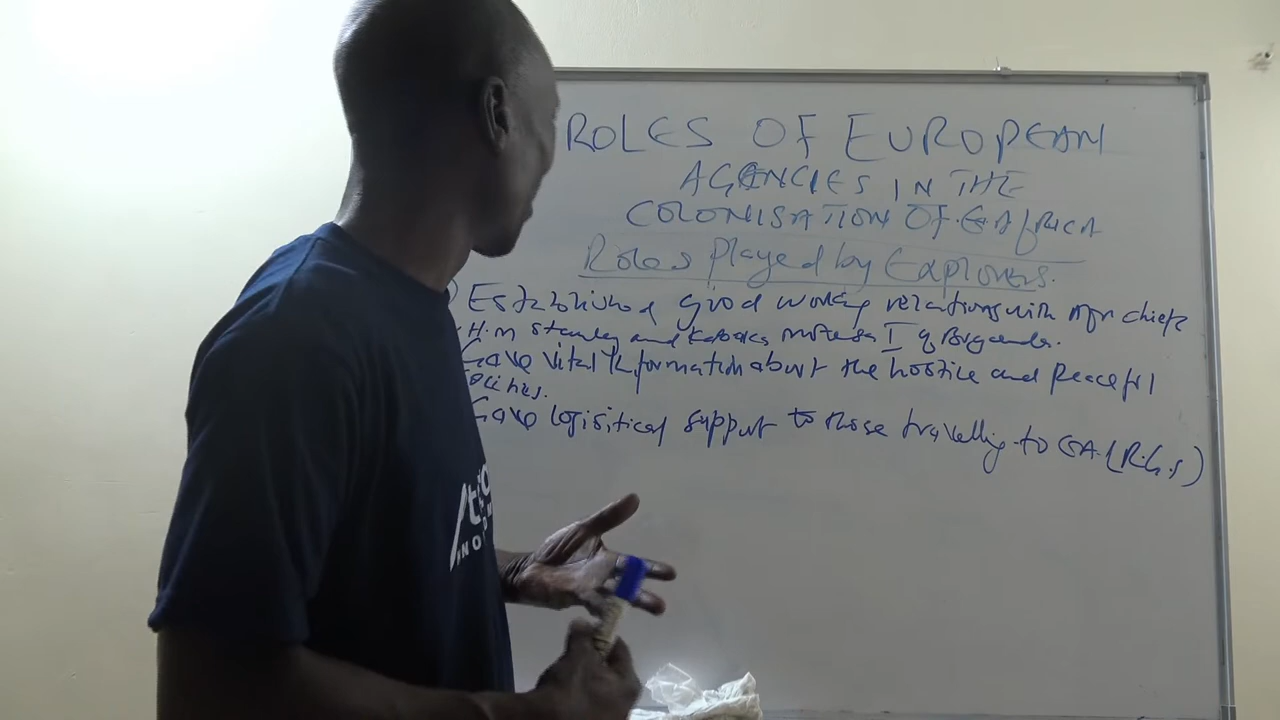 ROLES OF EUROPEAN
AGENCIES IN THE
COLONISATION OF E.AfRICA
Roles played by Explorers.
Established good working relations with Afrn chiefs
H.M Stanley and Kabaka Mutesa I of Buganda.
Gave vital Information about the hostile and peaceful
Gave logisitical support to those travelling to EA. (R.G.S)